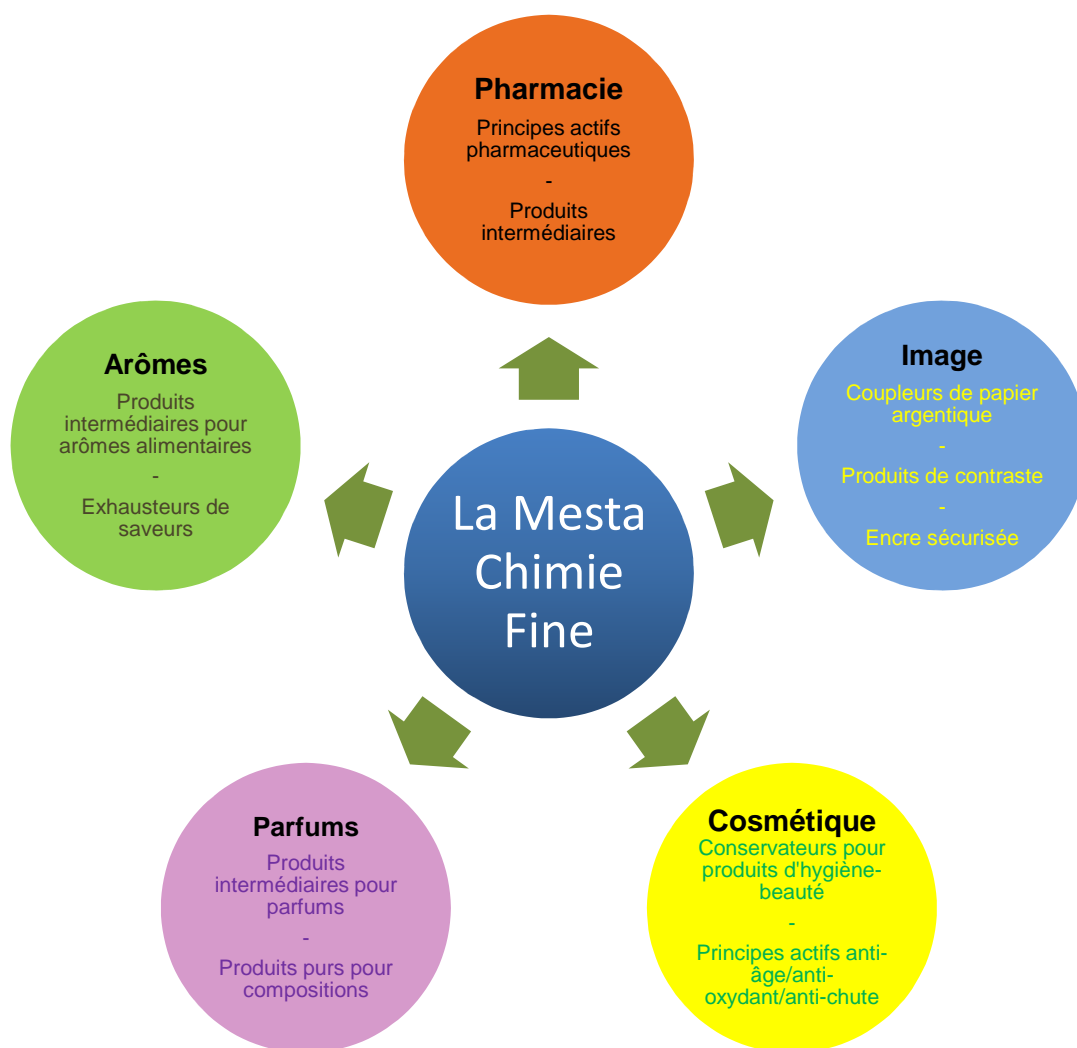 Pharmacie
Principes actifs
pharmaceutiques
-
Produits
intermédiaires
Arômes
Produits
intermédiaires pour
arômes alimentaires
-
Exhausteurs de
saveurs
Image
Coupleurs de papier
argentique
-
Produits de contraste
-
Encre sécurisée
La Mesta
Chimie
Fine
Parfums
Produits
intermédiaires pour
parfums
-
Produits purs pour
compositions
Cosmétique
Conservateurs pour
produits d'hygiène-
beauté
-
Principes actifs anti-
âge/anti-
oxydant/anti-chute